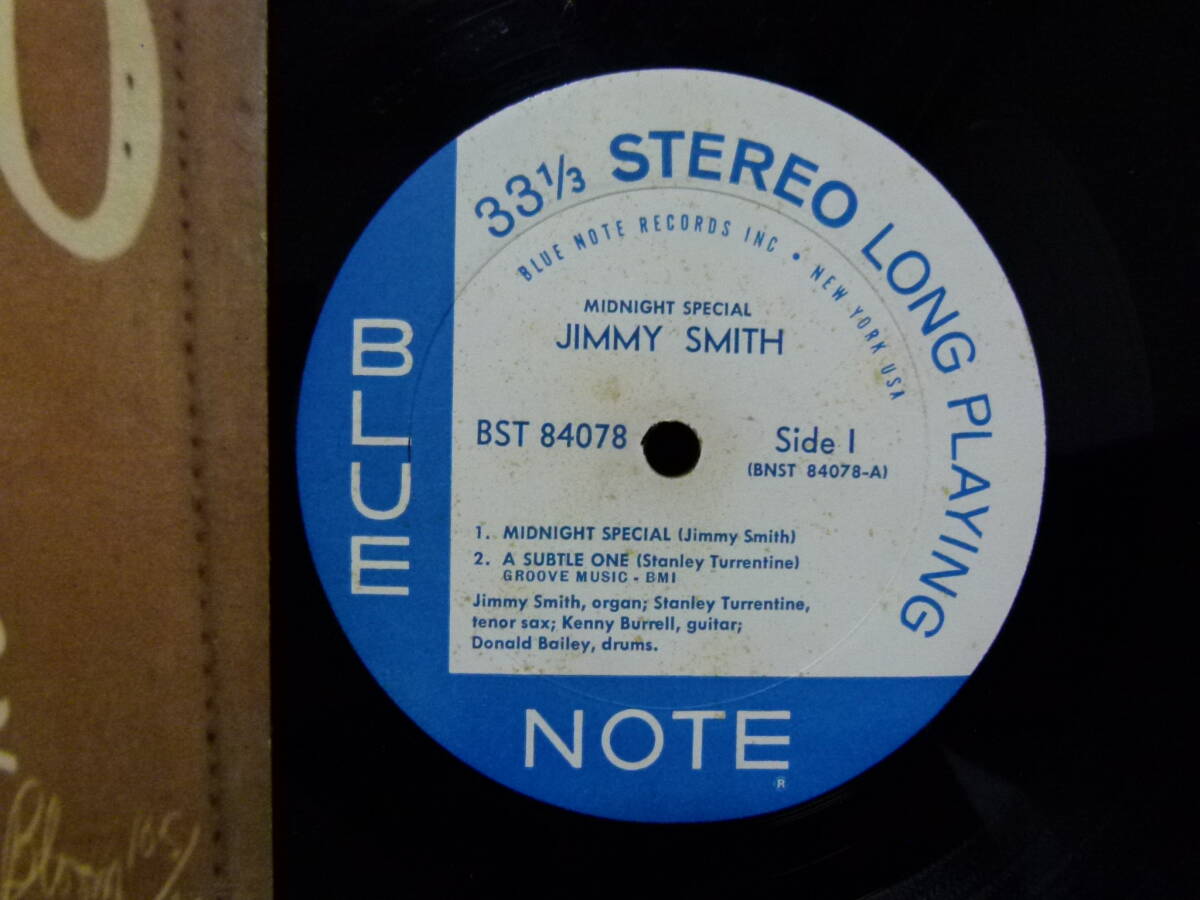 33 1/3 STEREO LONG PLAYING
BLUE NOTE RECORDS INC • NEW YORK USA
MIDNIGHT SPECIAL
JIMMY SMITH
BST 84078
Side 1
(BNST 84078-A)
1. MIDNIGHT SPECIAL (Jimmy Smith)
2. A SUBTLE ONE (Stanley Turrentine)
GROOVE MUSIC - BMI
Jimmy Smith, organ; Stanley Turrentine,
tenor sax; Kenny Burrell, guitar;
Donald Bailey, drums.
BLUE
NOTE
®